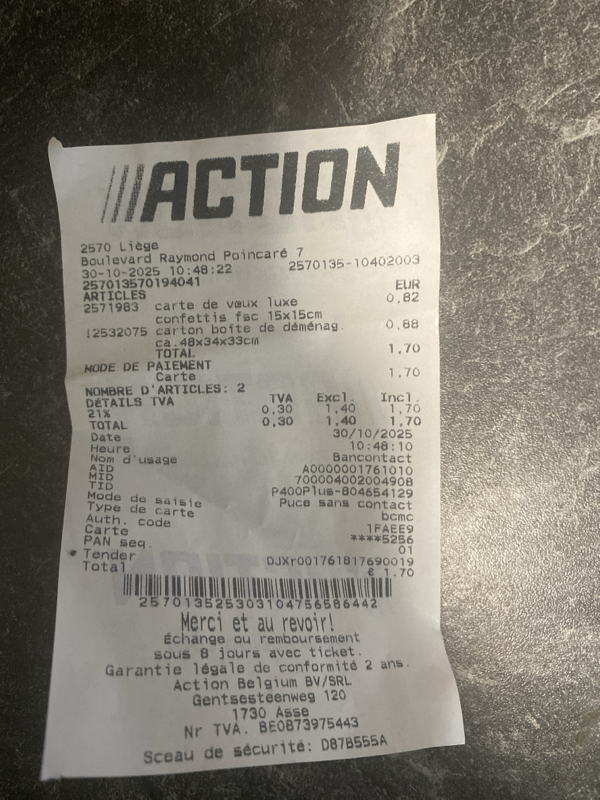 ACTION
2570 Liège
Boulevard Raymond Poincaré 7
30-10-2025 10:48:22 2570135-10402003
257013570194041
ARTICLES EUR
2571983 carte de vœux luxe 0,82
confettis fsc 15x15cm
!2532075 carton boîte de déménag. 0,88
ca.48x34x33cm
TOTAL 1,70
MODE DE PAIEMENT
Carte 1,70
NOMBRE D'ARTICLES: 2
DÉTAILS TVA TVA Excl. Incl.
21% 0,30 1,40 1,70
TOTAL 0,30 1,40 1,70
Date 30/10/2025
Heure 10:48:10
Nom d'usage Bancontact
AID A0000001761010
MID 700004002004908
TID P400Plus-804654129
Mode de saisie Puce sans contact
Type de carte bcmc
Auth. code 1FAEE9
Carte ****5256
PAN seq. 01
Tender DJXr001761817690019
Total € 1.70
2570135253031047565​86442
Merci et au revoir!
Échange ou remboursement
sous 8 jours avec ticket.
Garantie légale de conformité 2 ans.
Action Belgium BV/SRL
Gentsesteenweg 120
1730 Asse
Nr TVA. BE0873975443
Sceau de sécurité: D87B555A